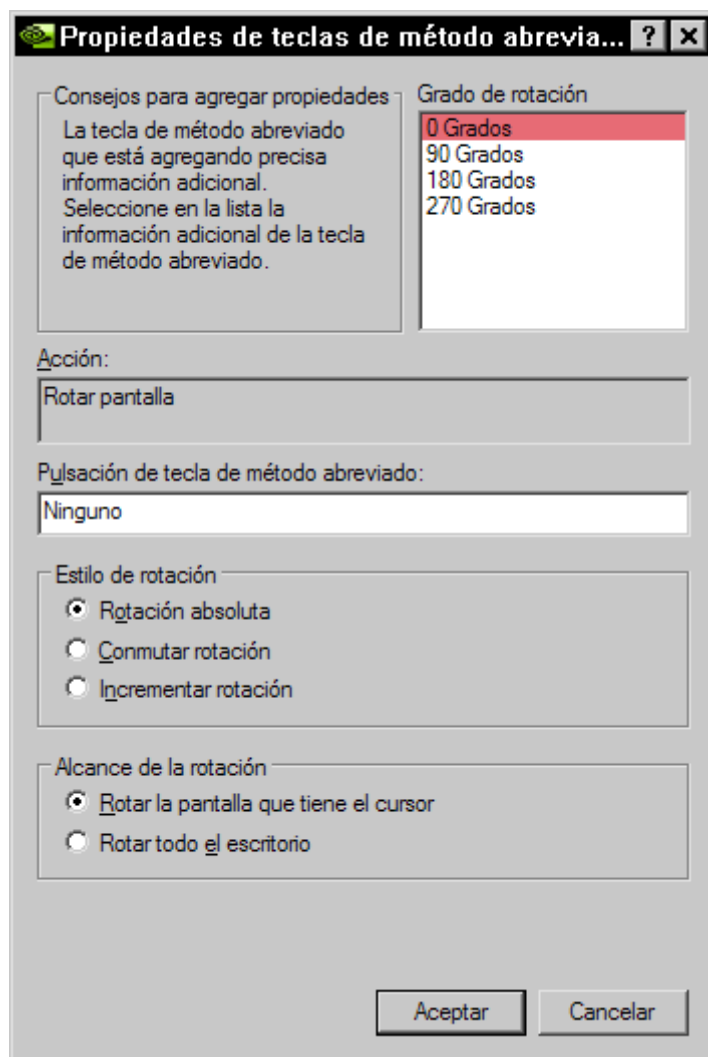 Propiedades de teclas de método abrevia...
Consejos para agregar propiedades
La tecla de método abreviado
que está agregando precisa
información adicional.
Seleccione en la lista la
información adicional de la tecla
de método abreviado.
Grado de rotación
0 Grados
90 Grados
180 Grados
270 Grados
Acción:
Rotar pantalla
Pulsación de tecla de método abreviado:
Ninguno
Estilo de rotación
Rotación absoluta
Conmutar rotación
Incrementar rotación
Alcance de la rotación
Rotar la pantalla que tiene el cursor
Rotar todo el escritorio
Aceptar
Cancelar